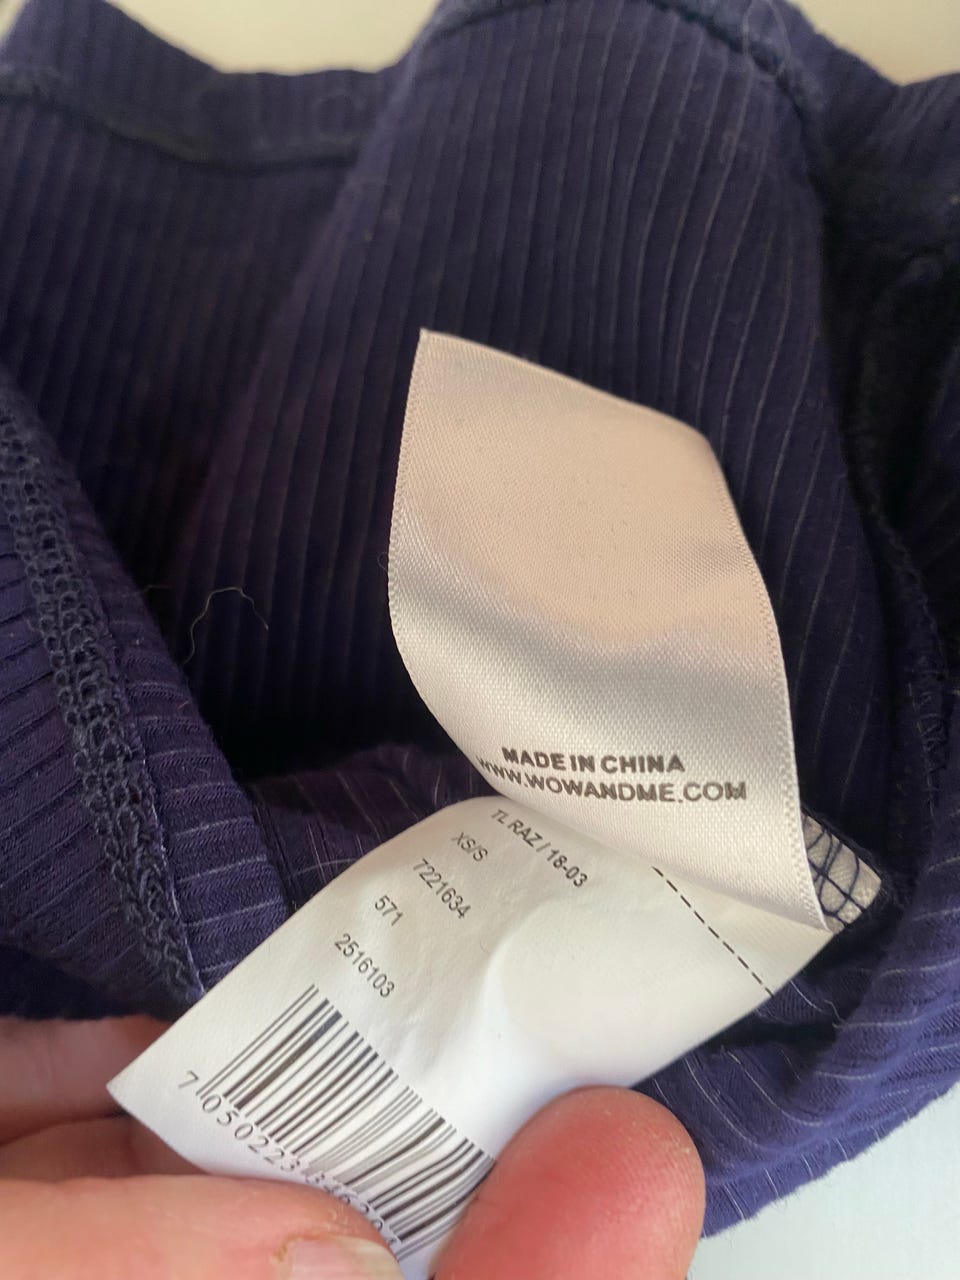 MADE IN CHINA
WWW.WOWANDME.COM
TL RAZ / 18-03
XS/S
7221634
571
2516103